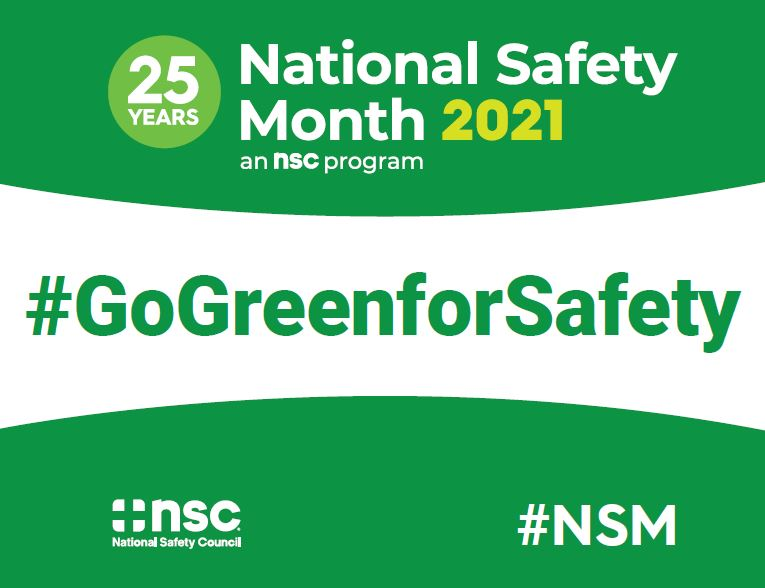 25
YEARS
National Safety
Month 2021
an nsc program
#GoGreenforSafety
nsc
National Safety Council
#NSM